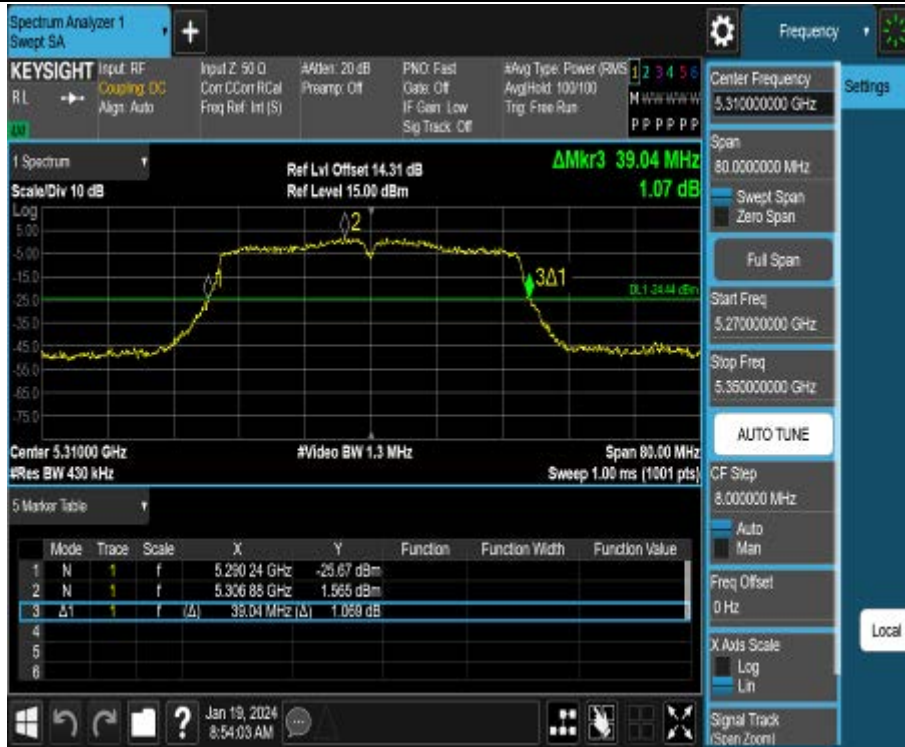 Spectrum Analyzer 1
Swept SA
+
Frequency
KEYSIGHT
RL
Input: RF
Coupling: DC
Align: Auto
Input Z: 50 Ω
Corr CCorr RCal
Freq Ref: Int (S)
#Atten: 20 dB
Preamp: Off
PNO: Fast
Gate: Off
IF Gain: Low
Sig Track: Off
#Avg Type: Power (RMS
Avg|Hold: 100/100
Trig: Free Run
1 2 3 4 5 6
M W W W W W
P P P P P P
Center Frequency
5.310000000 GHz
Settings
1 Spectrum
Scale/Div 10 dB
Ref Lvl Offset 14.31 dB
Ref Level 15.00 dBm
ΔMkr3 39.04 MHz
1.07 dB
Span
80.0000000 MHz
Swept Span
Zero Span
Full Span
Log
5.00
-5.00
-15.0
-25.0
-35.0
-45.0
-55.0
-65.0
-75.0
2
1
3Δ1
DL1 -24.44 dBm
Start Freq
5.270000000 GHz
Stop Freq
5.350000000 GHz
AUTO TUNE
Center 5.31000 GHz
#Res BW 430 kHz
#Video BW 1.3 MHz
Span 80.00 MHz
Sweep 1.00 ms (1001 pts)
CF Step
8.000000 MHz
Auto
Man
5 Marker Table
Mode Trace Scale X Y Function Function Width Function Value
1 N 1 f 5.290 24 GHz -25.67 dBm
2 N 1 f 5.306 88 GHz 1.565 dBm
3 Δ1 1 f (Δ) 39.04 MHz (Δ) 1.069 dB
4
5
6
Freq Offset
0 Hz
X Axis Scale
Log
Lin
Local
Signal Track
(Span Zoom)
?
Jan 19, 2024
8:54:03 AM